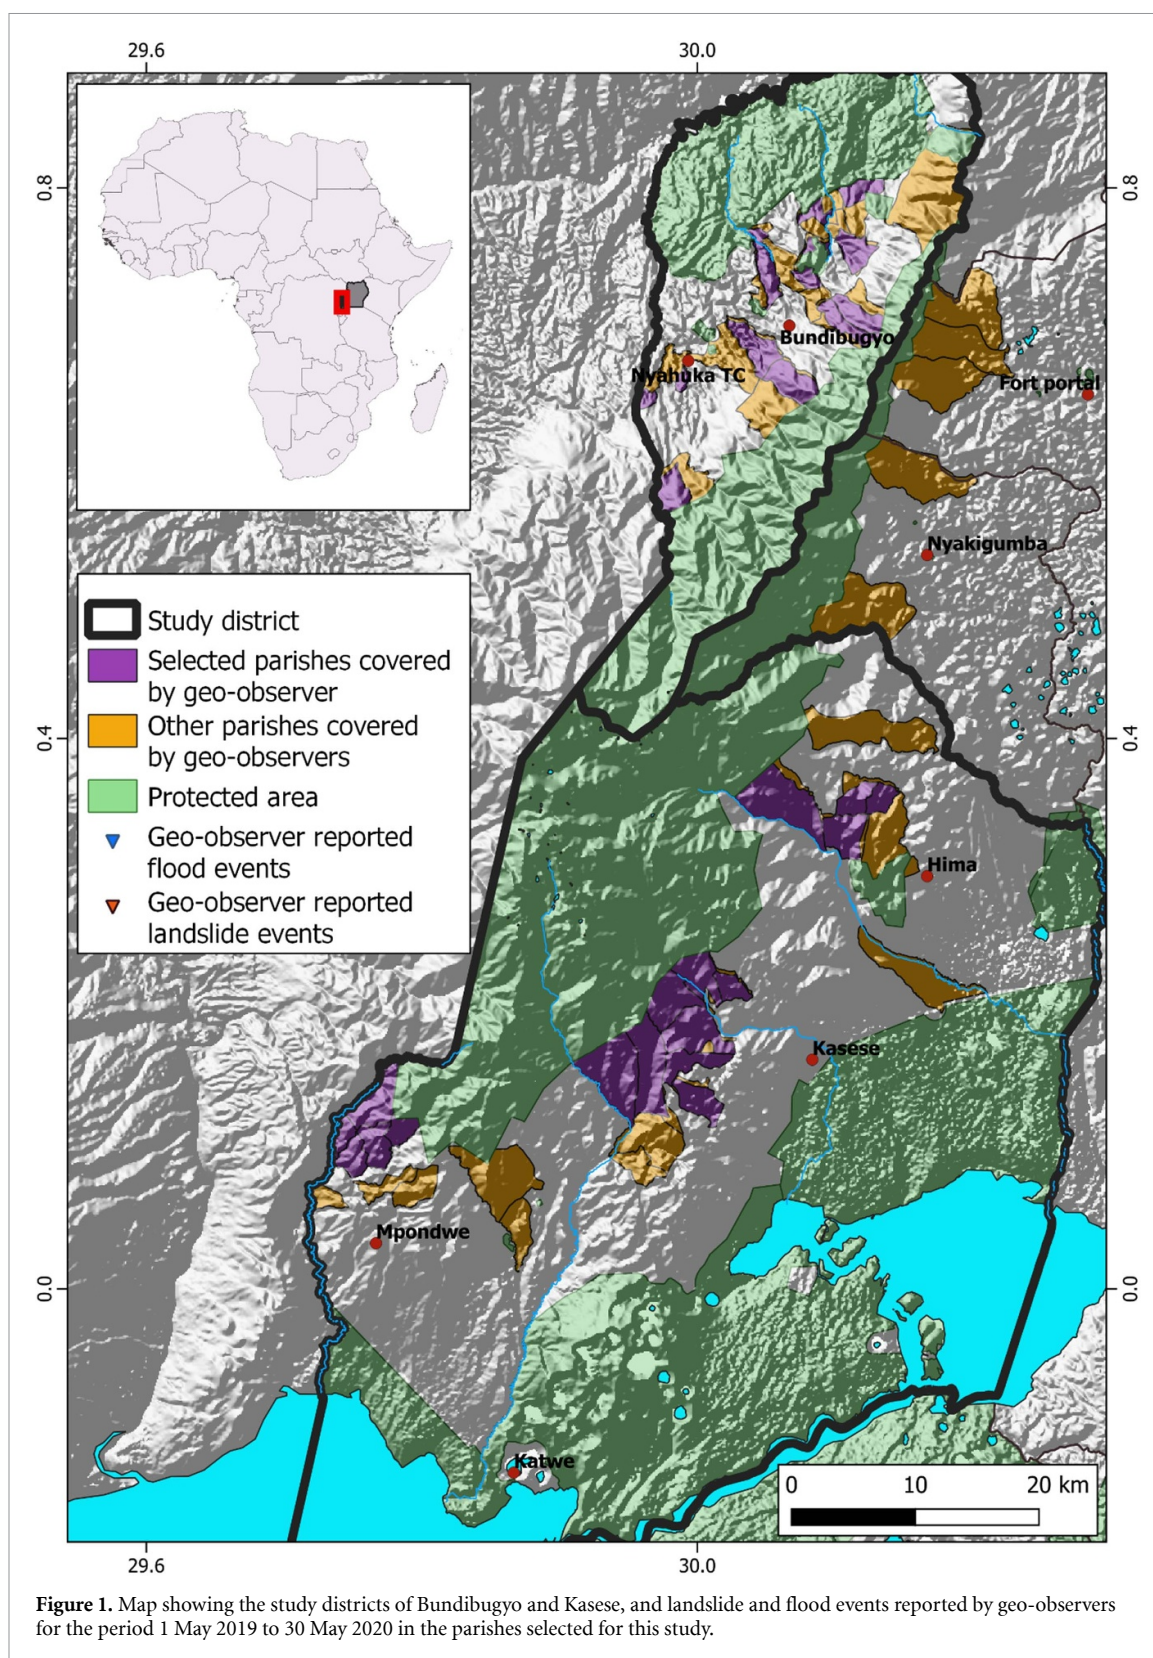 29.6
30.0
0.8
0.8
Bundibugyo
Nyahuka TC
Fort portal
Nyakigumba
Study district
Selected parishes covered
by geo-observer
Other parishes covered
by geo-observers
Protected area
Geo-observer reported
flood events
Geo-observer reported
landslide events
0.4
0.4
Hima
Kasese
Mpondwe
0.0
0.0
Katwe
0
10
20 km
29.6
30.0
Figure 1. Map showing the study districts of Bundibugyo and Kasese, and landslide and flood events reported by geo-observers
for the period 1 May 2019 to 30 May 2020 in the parishes selected for this study.